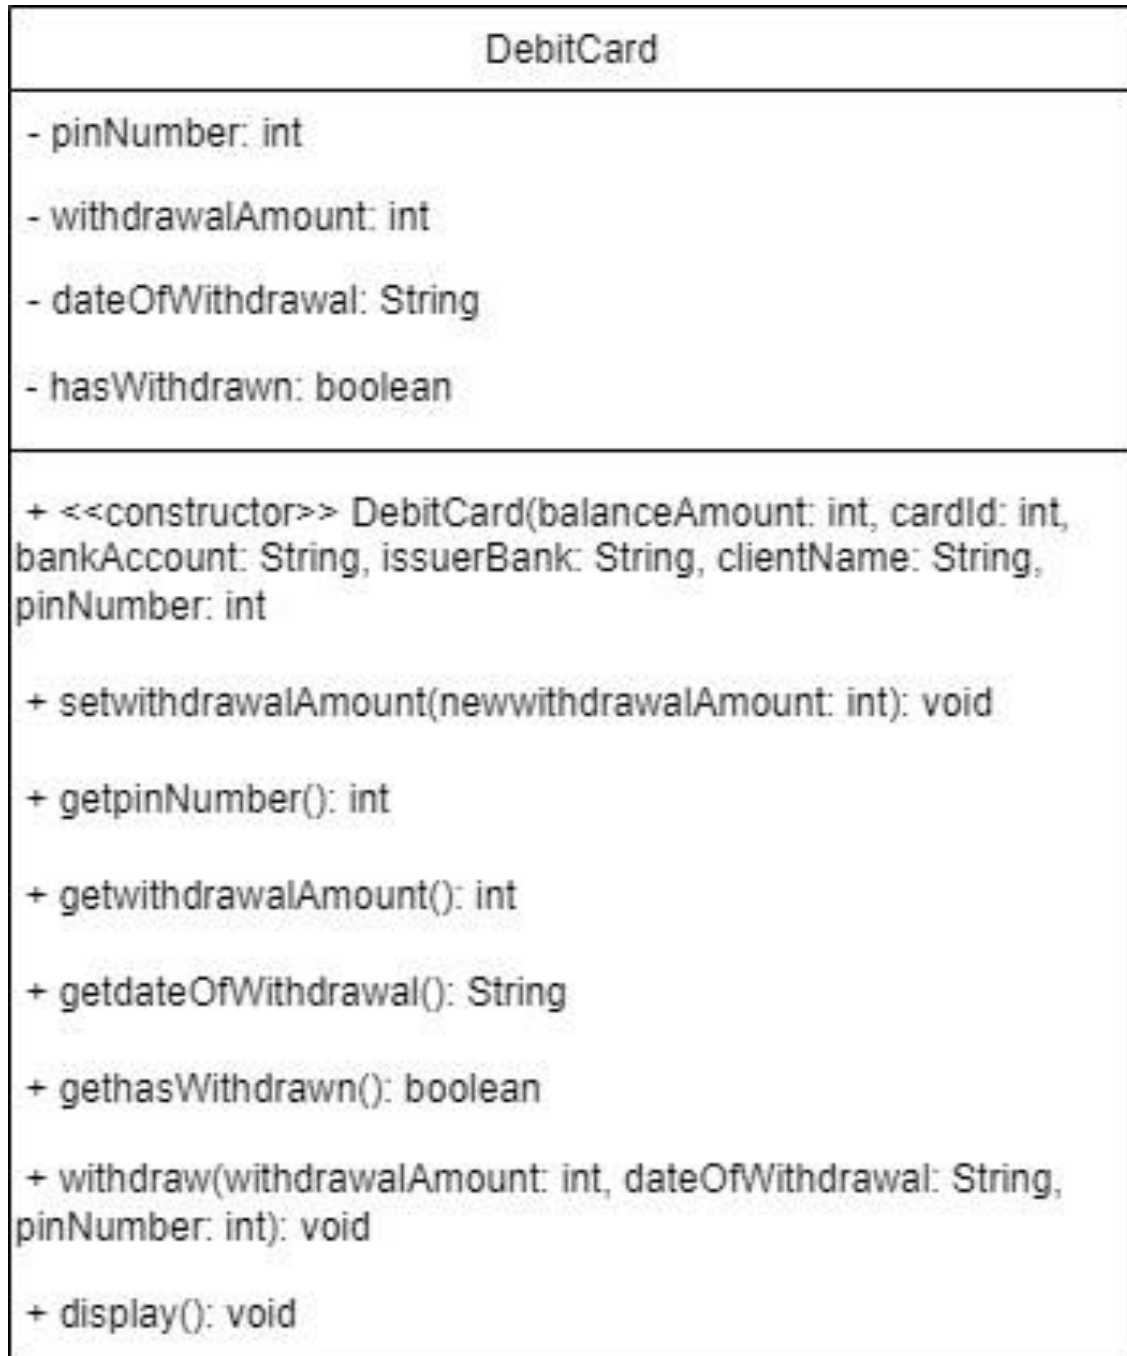 DebitCard
- pinNumber: int
- withdrawalAmount: int
- dateOfWithdrawal: String
- hasWithdrawn: boolean
+ <<constructor>> DebitCard(balanceAmount: int, cardId: int,
bankAccount: String, issuerBank: String, clientName: String,
pinNumber: int
+ setwithdrawalAmount(newwithdrawalAmount: int): void
+ getpinNumber(): int
+ getwithdrawalAmount(): int
+ getdateOfWithdrawal(): String
+ gethasWithdrawn(): boolean
+ withdraw(withdrawalAmount: int, dateOfWithdrawal: String,
pinNumber: int): void
+ display(): void